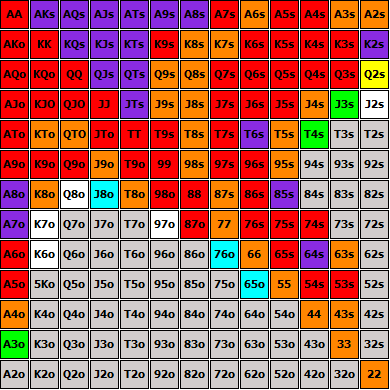 AA AKs AQs AJs ATs A9s A8s A7s A6s A5s A4s A3s A2s
AKo KK KQs KJs KTs K9s K8s K7s K6s K5s K4s K3s K2s
AQo KQo QQ QJs QTs Q9s Q8s Q7s Q6s Q5s Q4s Q3s Q2s
AJo KJO QJO JJ JTs J9s J8s J7s J6s J5s J4s J3s J2s
ATo KTO QTO JTo TT T9s T8s T7s T6s T5s T4s T3s T2s
A9o K9o Q9o J9o T9o 99 98s 97s 96s 95s 94s 93s 92s
A8o K8o Q8o J8o T8o 98o 88 87s 86s 85s 84s 83s 82s
A7o K7o Q7o J7o T7o 97o 87o 77 76s 75s 74s 73s 72s
A6o K6o Q6o J6o T6o 96o 86o 76o 66 65s 64s 63s 62s
A5o 5Ko Q5o J5o T5o 95o 85o 75o 65o 55 54s 53s 52s
A4o K4o Q4o J4o T4o 94o 84o 74o 64o 54o 44 43s 42s
A3o K3o Q3o J3o T3o 93o 83o 73o 63o 53o 43o 33 32s
A2o K2o Q2o J2o T2o 92o 82o 72o 62o 52o 42o 32o 22